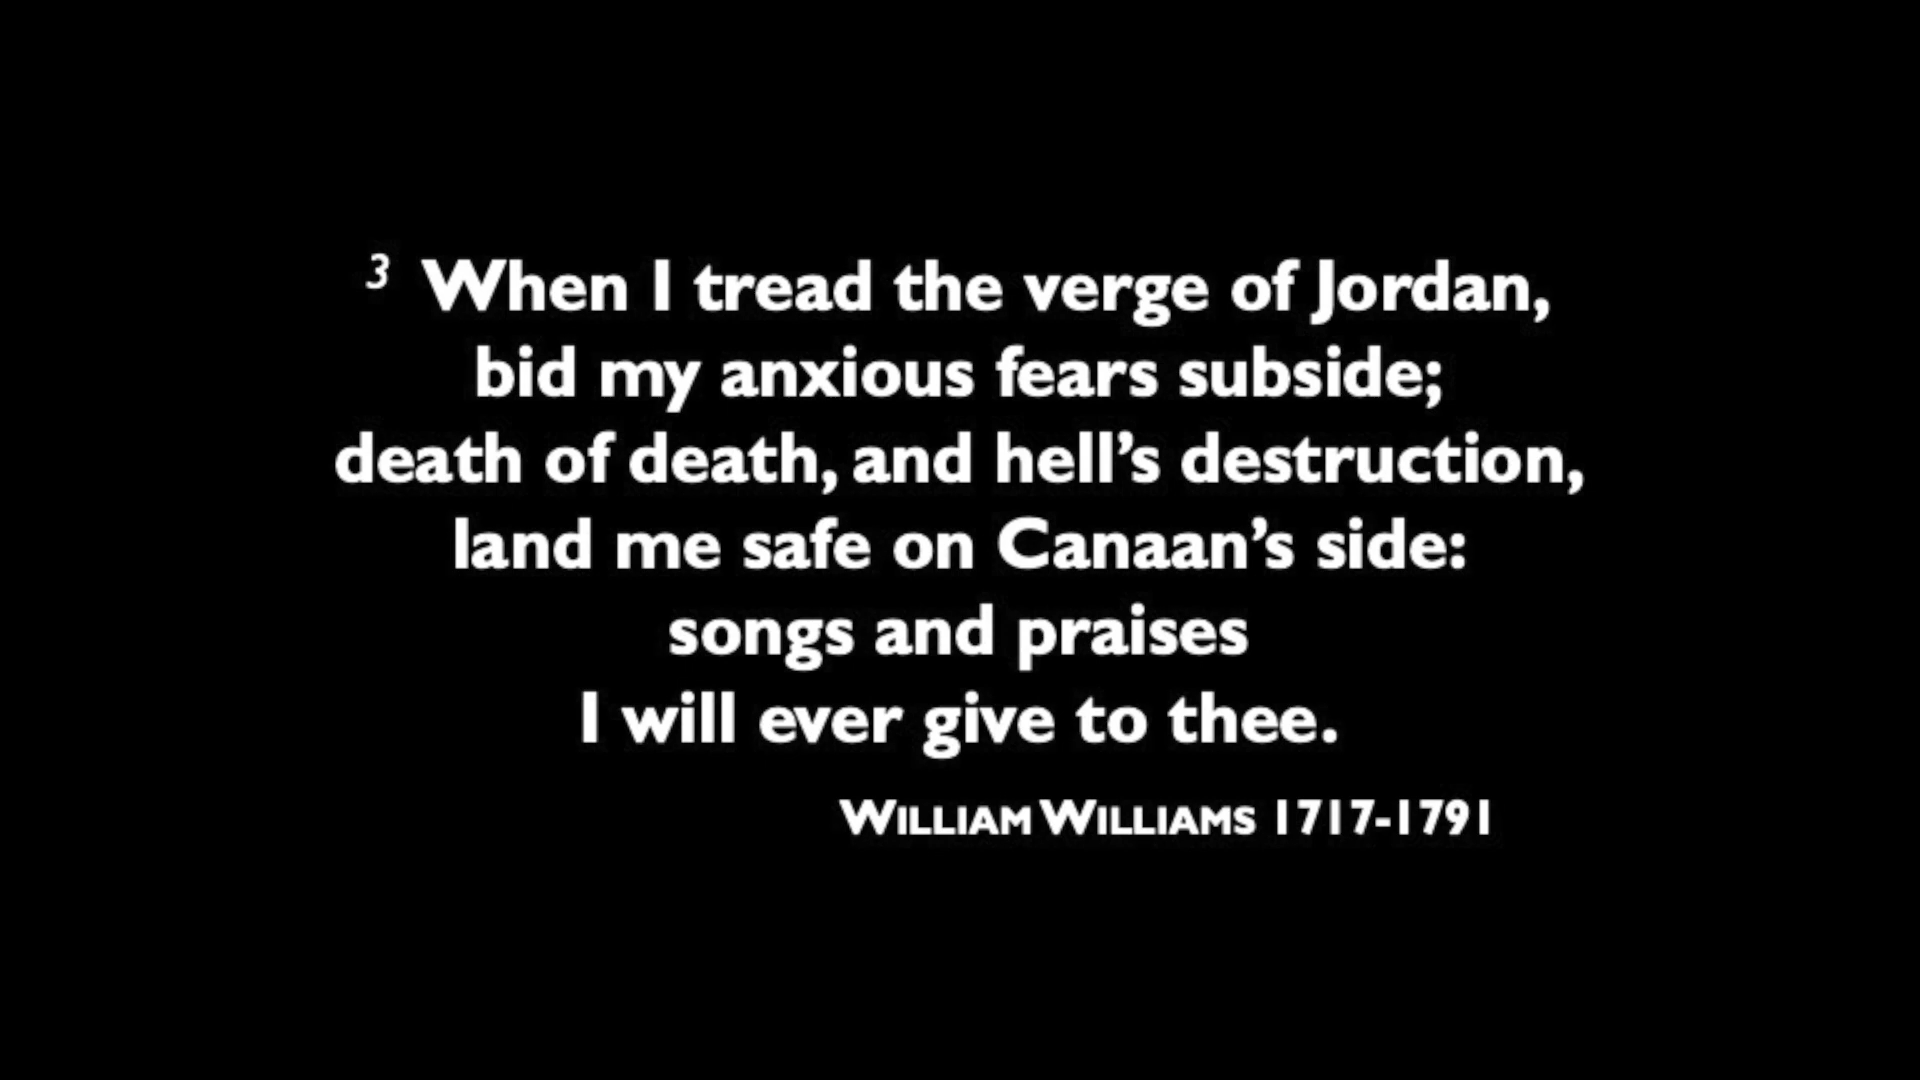 3 When I tread the verge of Jordan,
bid my anxious fears subside;
death of death, and hell’s destruction,
land me safe on Canaan’s side:
songs and praises
I will ever give to thee.
WILLIAM WILLIAMS 1717-1791